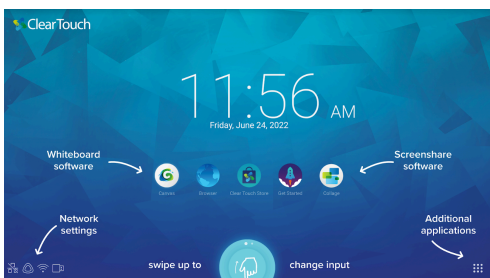 ClearTouch
11:56 AM
Friday, June 24, 2022
Whiteboard
software
Screenshare
software
Canvas
Browser
Clear Touch Store
Get Started
Collage
Network
settings
Additional
applications
swipe up to
change input